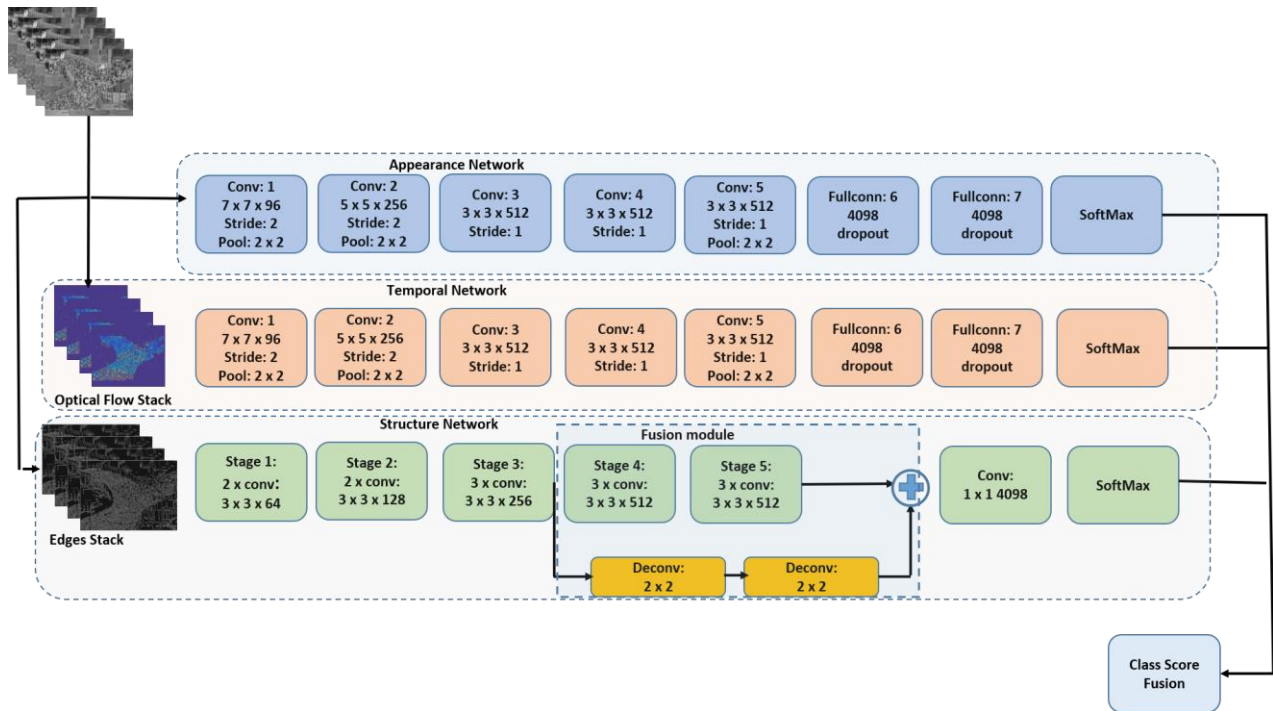 Appearance Network
Conv: 1
7 x 7 x 96
Stride: 2
Pool: 2 x 2
Conv: 2
5 x 5 x 256
Stride: 2
Pool: 2 x 2
Conv: 3
3 x 3 x 512
Stride: 1
Conv: 4
3 x 3 x 512
Stride: 1
Conv: 5
3 x 3 x 512
Stride: 1
Pool: 2 x 2
Fullconn: 6
4098
dropout
Fullconn: 7
4098
dropout
SoftMax
Temporal Network
Conv: 1
7 x 7 x 96
Stride: 2
Pool: 2 x 2
Conv: 2
5 x 5 x 256
Stride: 2
Pool: 2 x 2
Conv: 3
3 x 3 x 512
Stride: 1
Conv: 4
3 x 3 x 512
Stride: 1
Conv: 5
3 x 3 x 512
Stride: 1
Pool: 2 x 2
Fullconn: 6
4098
dropout
Fullconn: 7
4098
dropout
SoftMax
Optical Flow Stack
Structure Network
Fusion module
Stage 1:
2 x conv:
3 x 3 x 64
Stage 2:
2 x conv:
3 x 3 x 128
Stage 3:
3 x conv:
3 x 3 x 256
Stage 4:
3 x conv:
3 x 3 x 512
Stage 5:
3 x conv:
3 x 3 x 512
Conv:
1 x 1 4098
SoftMax
Edges Stack
Deconv:
2 x 2
Deconv:
2 x 2
Class Score
Fusion